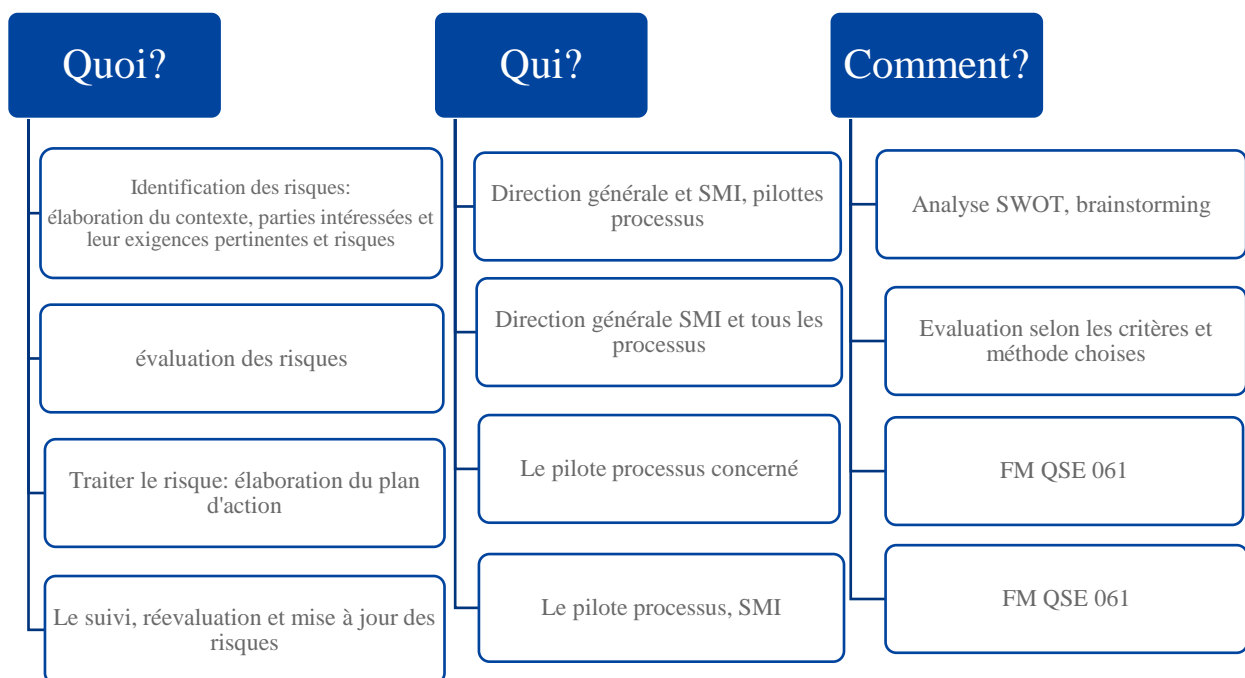 Quoi?
Identification des risques:
élaboration du contexte, parties intéressées et
leur exigences pertinentes et risques
évaluation des risques
Traiter le risque: élaboration du plan
d'action
Le suivi, réevaluation et mise à jour des
risques
Qui?
Direction générale et SMI, pilottes
processus
Direction générale SMI et tous les
processus
Le pilote processus concerné
Le pilote processus, SMI
Comment?
Analyse SWOT, brainstorming
Evaluation selon les critères et
méthode choises
FM QSE 061
FM QSE 061